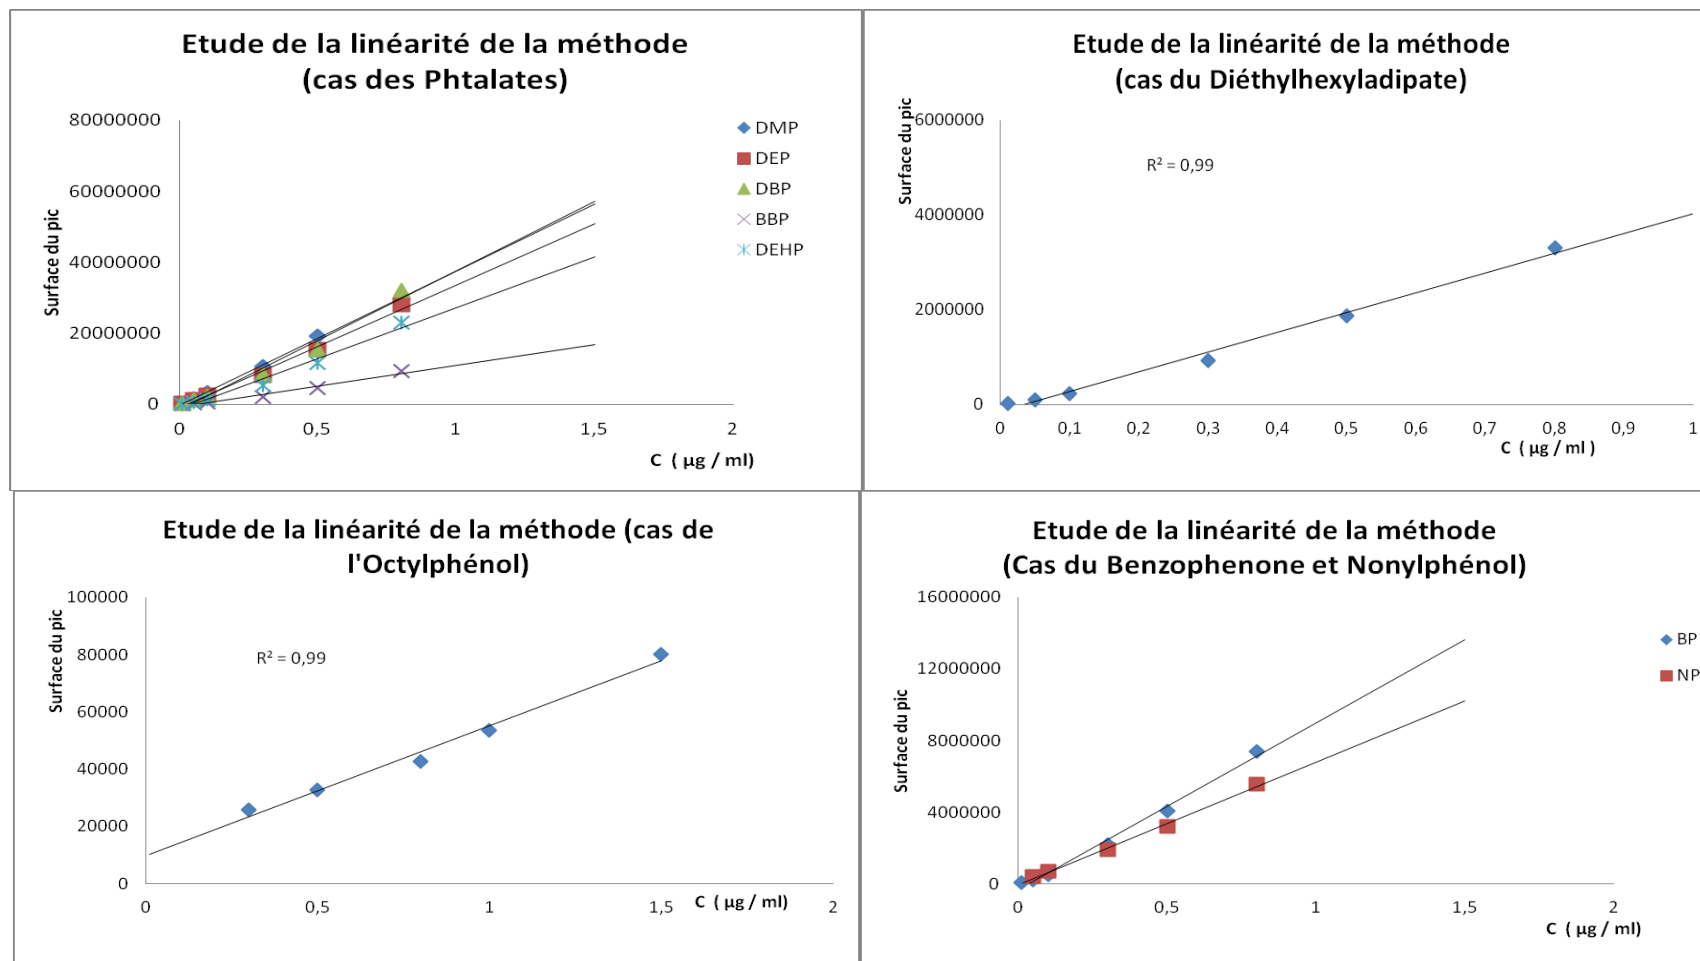 Etude de la linéarité de la méthode
(cas des Phtalates)
80000000
60000000
40000000
20000000
0
Surface du pic
0
0,5
1
1,5
2
C ( µg / ml)
DMP
DEP
DBP
BBP
DEHP
Etude de la linéarité de la méthode
(cas du Diéthylhexyladipate)
6000000
4000000
2000000
0
Surface du pic
R² = 0,99
0
0,1
0,2
0,3
0,4
0,5
0,6
0,7
0,8
0,9
1
C ( µg / ml )
Etude de la linéarité de la méthode (cas de
l'Octylphénol)
100000
80000
60000
40000
20000
0
Surface du pic
R² = 0,99
0
0,5
1
1,5
2
C ( µg / ml)
Etude de la linéarité de la méthode
(Cas du Benzophenone et Nonylphénol)
16000000
12000000
8000000
4000000
0
Surface du pic
0
0,5
1
1,5
2
C ( µg / ml)
BP
NP